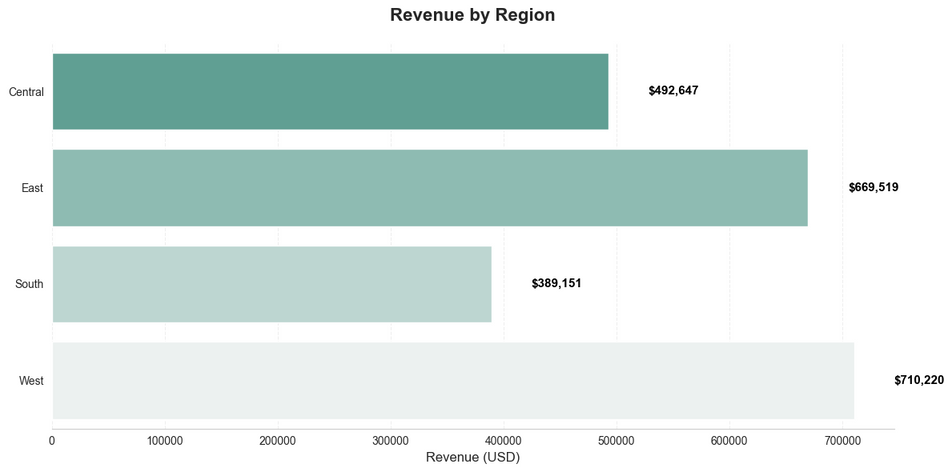 Revenue by Region
Central
$492,647
East
$669,519
South
$389,151
West
$710,220
0 100000 200000 300000 400000 500000 600000 700000
Revenue (USD)